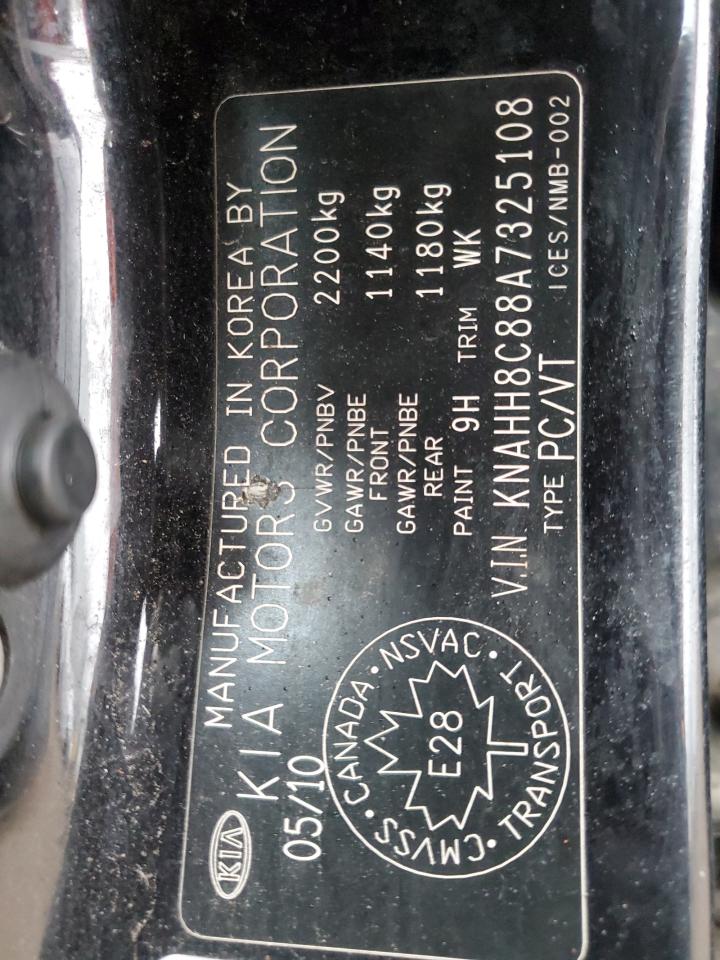 KIA
MANUFACTURED IN KOREA BY
KIA MOTORS CORPORATION
05/10
GVWR/PNBV 2200kg
GAWR/PNBE FRONT 1140kg
GAWR/PNBE REAR 1180kg
PAINT 9H TRIM WK
V.I.N KNAHH8C88A7325108
TYPE PC/VT ICES/NMB-002
CANADA · NSVAC · TRANSPORT · CMVSS ·
E28